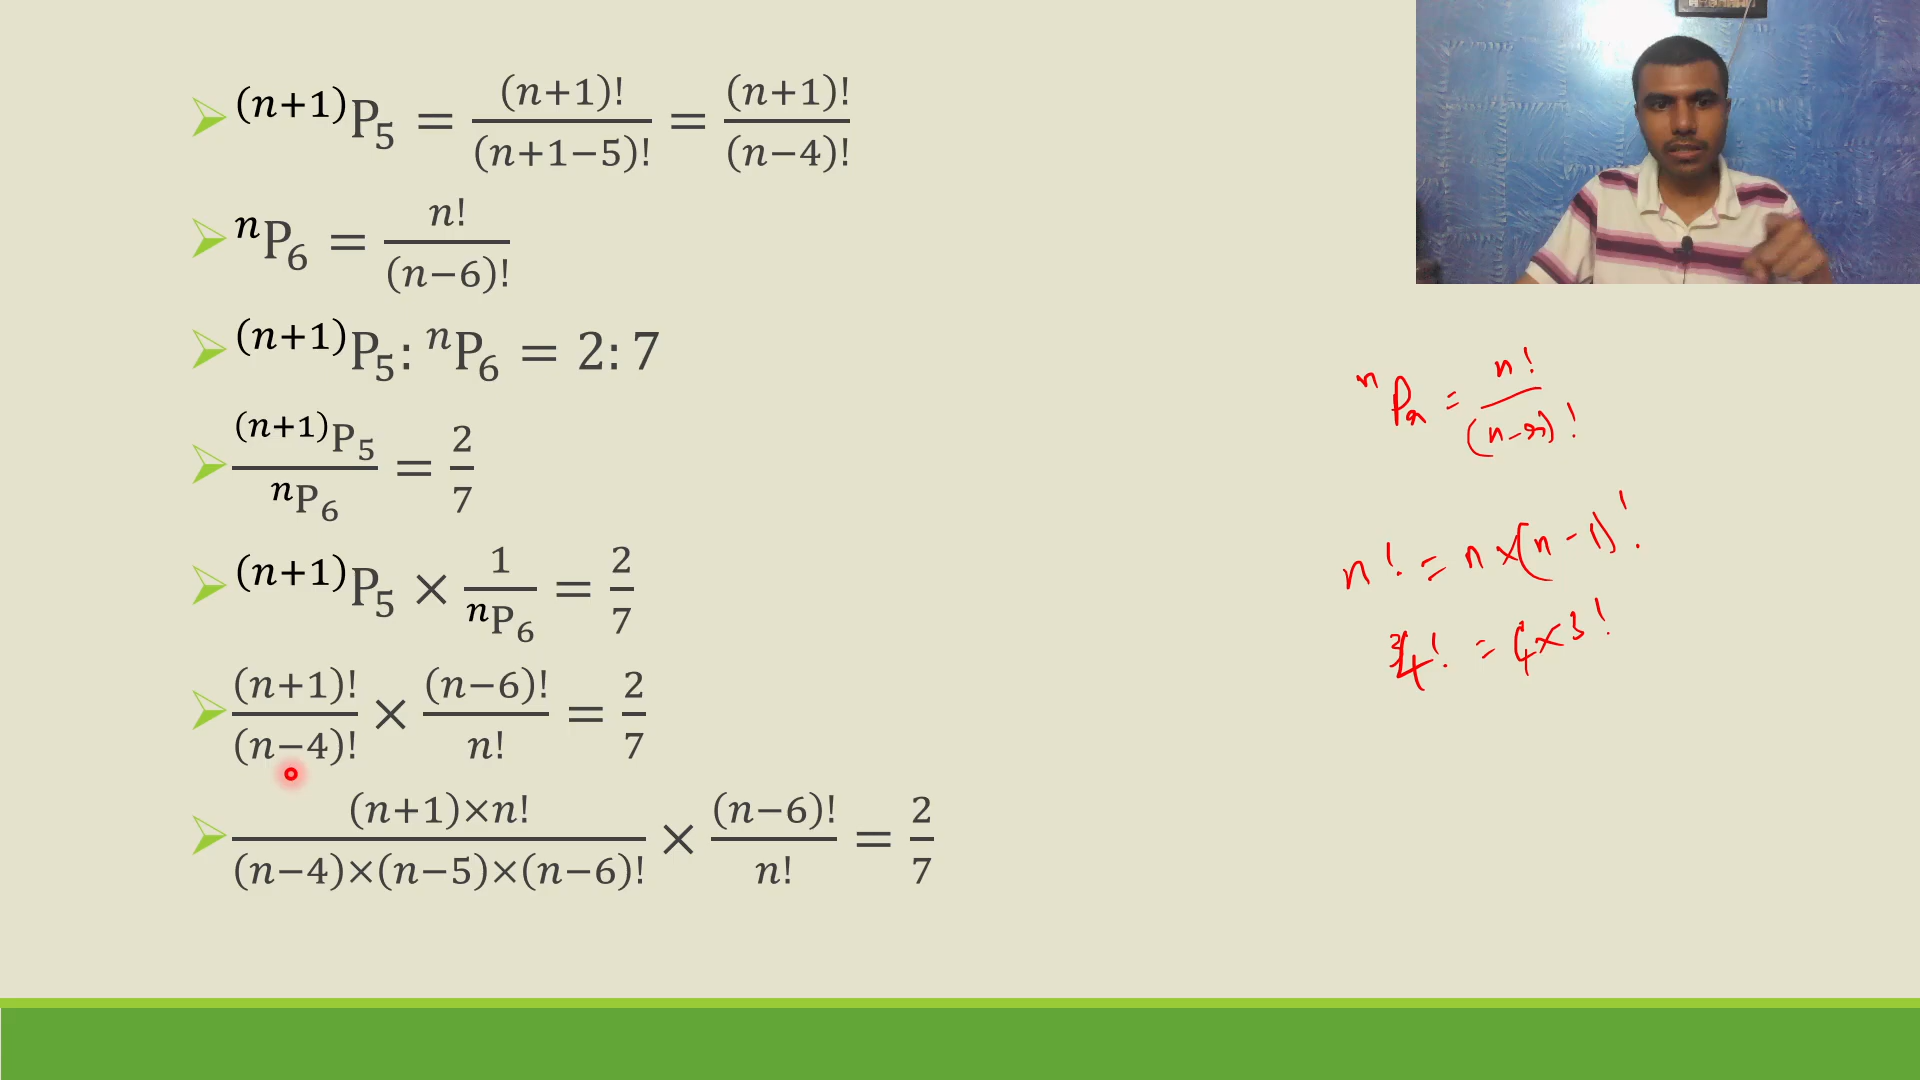 (n+1)P5 = (n+1)!/(n+1−5)! = (n+1)!/(n−4)!
nP6 = n!/(n−6)!
(n+1)P5: nP6 = 2: 7
(n+1)P5/nP6 = 2/7
(n+1)P5 × 1/nP6 = 2/7
(n+1)!/(n−4)! × (n−6)!/n! = 2/7
(n+1)×n!/(n−4)×(n−5)×(n−6)! × (n−6)!/n! = 2/7
nPr = n!/(n-r)!
n! = n×(n-1)!
4! = 4×3!